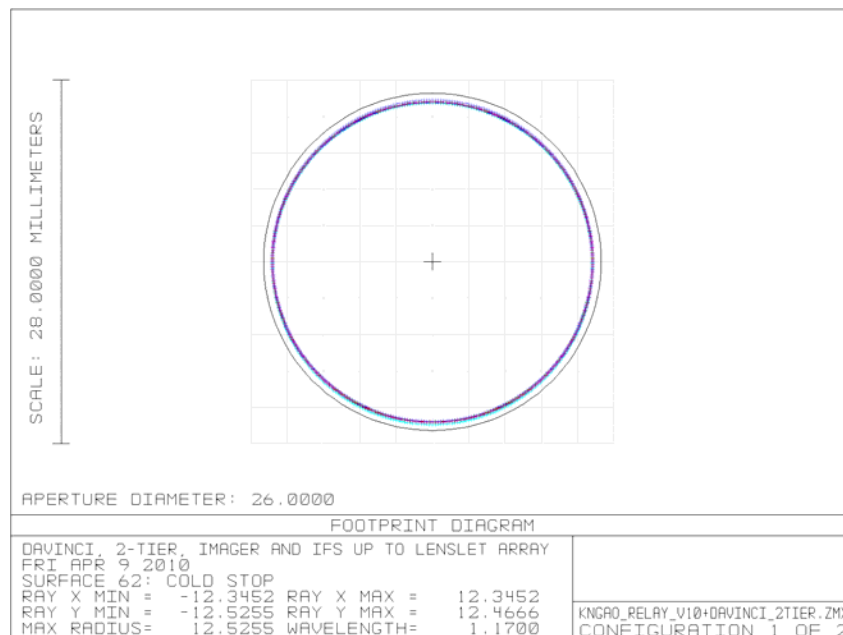 SCALE: 28.0000 MILLIMETERS
APERTURE DIAMETER: 26.0000
FOOTPRINT DIAGRAM
DAVINCI, 2-TIER, IMAGER AND IFS UP TO LENSLET ARRAY
FRI APR 9 2010
SURFACE 62: COLD STOP
RAY X MIN = -12.3452 RAY X MAX = 12.3452
RAY Y MIN = -12.5255 RAY Y MAX = 12.4666
MAX RADIUS= 12.5255 WAVELENGTH= 1.1700
KNGAO_RELAY_V10+DAVINCI_2TIER.ZMX
CONFIGURATION 1 OF 2